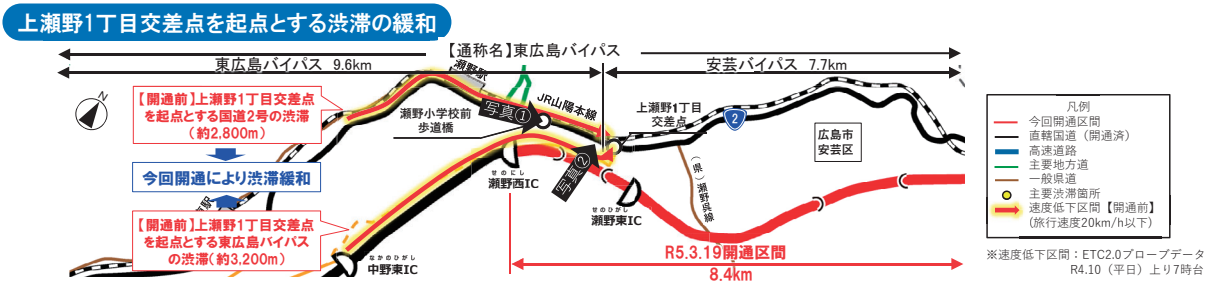 上瀬野1丁目交差点を起点とする渋滞の緩和
【通称名】東広島バイパス
東広島バイパス 9.6km
安芸バイパス 7.7km
N
瀬野駅
【開通前】上瀬野1丁目交差点
を起点とする国道2号の渋滞
(約2,800m)
今回開通により渋滞緩和
駅
【開通前】上瀬野1丁目交差点
を起点とする東広島バイパス
の渋滞(約3,200m)
瀬野小学校前
歩道橋
写真①
JR山陽本線
上瀬野1丁目
交差点
2
広島市
安芸区
せのにし
瀬野西IC
写真②
せのひがし
瀬野東IC
(県)瀬野呉線
なかのひがし
中野東IC
R5.3.19開通区間
8.4km
凡例
今回開通区間
直轄国道(開通済)
高速道路
主要地方道
一般県道
主要渋滞箇所
速度低下区間【開通前】
(旅行速度20km/h以下)
※速度低下区間:ETC2.0プローブデータ
R4.10(平日)上り7時台